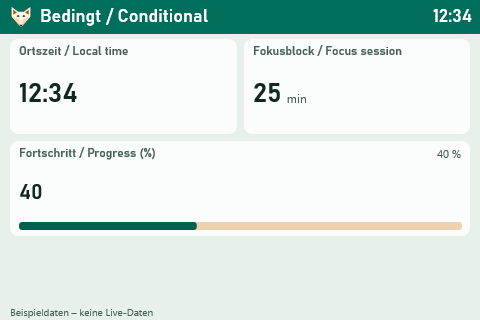 Bedingt / Conditional 12:34
Ortszeit / Local time
12:34
Fokusblock / Focus session
25 min
Fortschritt / Progress (%) 40 %
40
Beispieldaten – keine Live-Daten